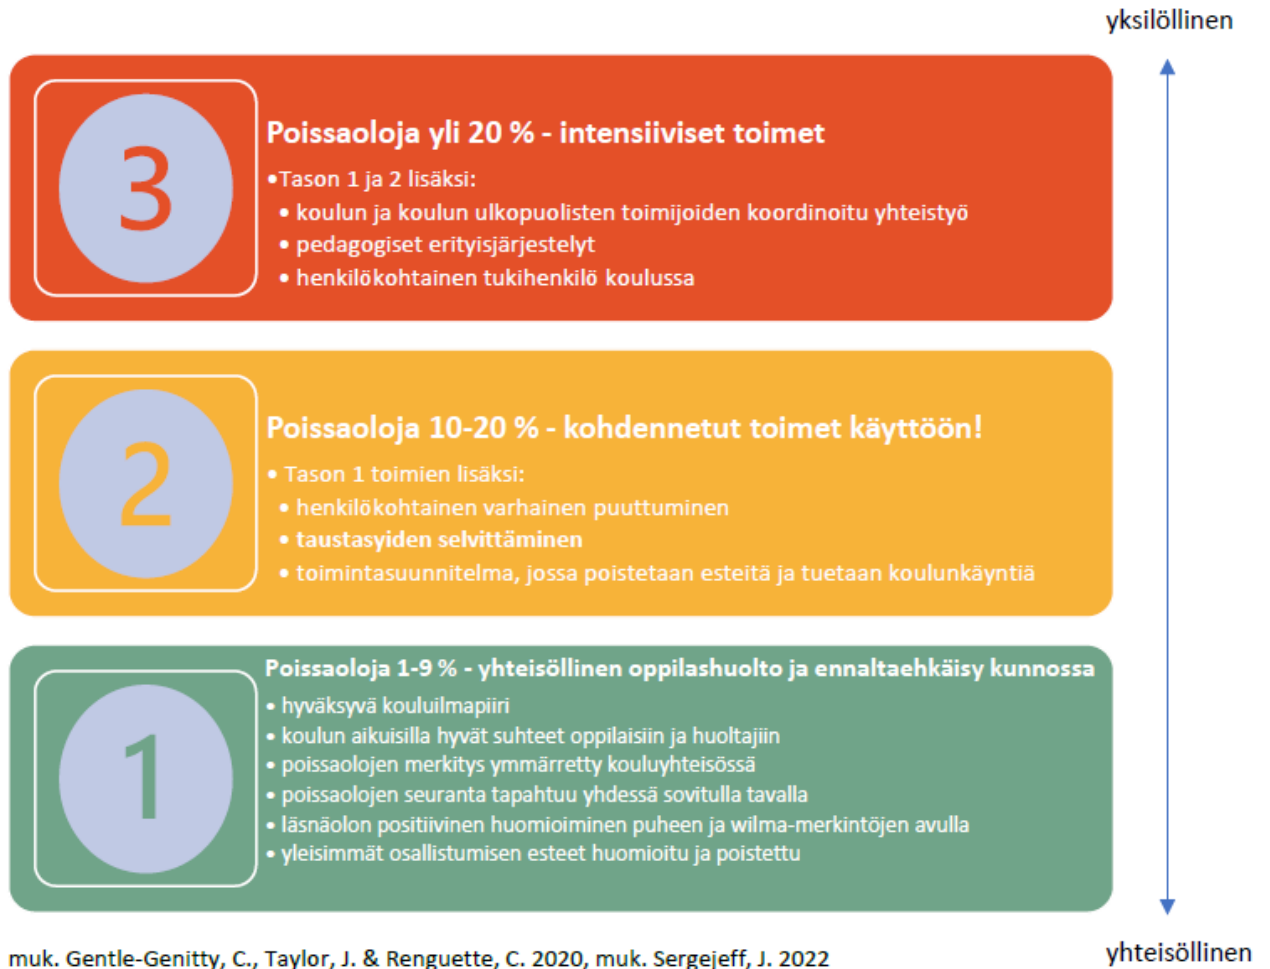 yksilöllinen
3
Poissaoloja yli 20 % - intensiiviset toimet
•Tason 1 ja 2 lisäksi:
• koulun ja koulun ulkopuolisten toimijoiden koordinoitu yhteistyö
• pedagogiset erityisjärjestelyt
• henkilökohtainen tukihenkilö koulussa
2
Poissaoloja 10-20 % - kohdennetut toimet käyttöön!
• Tason 1 toimien lisäksi:
• henkilökohtainen varhainen puuttuminen
• taustasyiden selvittäminen
• toimintasuunnitelma, jossa poistetaan esteitä ja tuetaan koulunkäyntiä
1
Poissaoloja 1-9 % - yhteisöllinen oppilashuolto ja ennaltaehkäisy kunnossa
• hyväksyvä kouluilmapiiri
• koulun aikuisilla hyvät suhteet oppilaisiin ja huoltajiin
• poissaolojen merkitys ymmärretty kouluyhteisössä
• poissaolojen seuranta tapahtuu yhdessä sovitulla tavalla
• läsnäolon positiivinen huomioiminen puheen ja wilma-merkintöjen avulla
• yleisimmät osallistumisen esteet huomioitu ja poistettu
yhteisöllinen
muk. Gentle-Genitty, C., Taylor, J. & Renguette, C. 2020, muk. Sergejeff, J. 2022